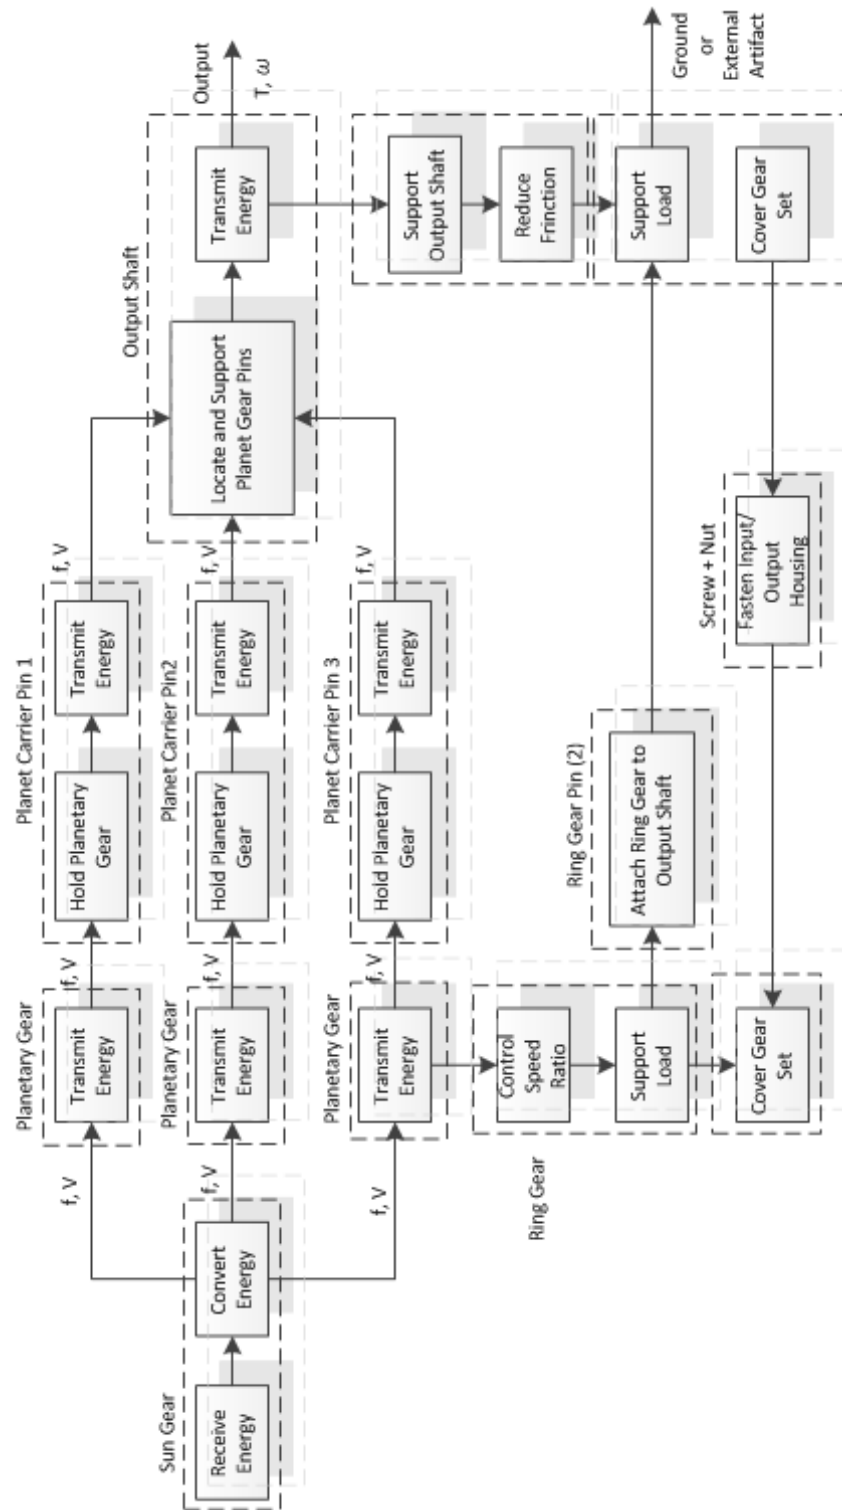 Sun Gear
Receive
Energy
Convert
Energy
f, V
f, V
f, V
Planetary Gear
Transmit
Energy
f, V
Planetary Gear
Transmit
Energy
f, V
Planetary Gear
Transmit
Energy
f, V
Planet Carrier Pin 1
Hold Planetary
Gear
Transmit
Energy
f, V
Planet Carrier Pin2
Hold Planetary
Gear
Transmit
Energy
f, V
Planet Carrier Pin 3
Hold Planetary
Gear
Transmit
Energy
f, V
Output Shaft
Locate and Support
Planet Gear Pins
Transmit
Energy
Output
T, ω
Ring Gear
Control
Speed
Ratio
Support
Load
Ring Gear Pin (2)
Attach Ring Gear to
Output Shaft
Support
Output Shaft
Reduce
Frinction
Support
Load
Ground
or
External
Artifact
Cover Gear
Set
Screw + Nut
Fasten Input/
Output
Housing
Cover Gear
Set